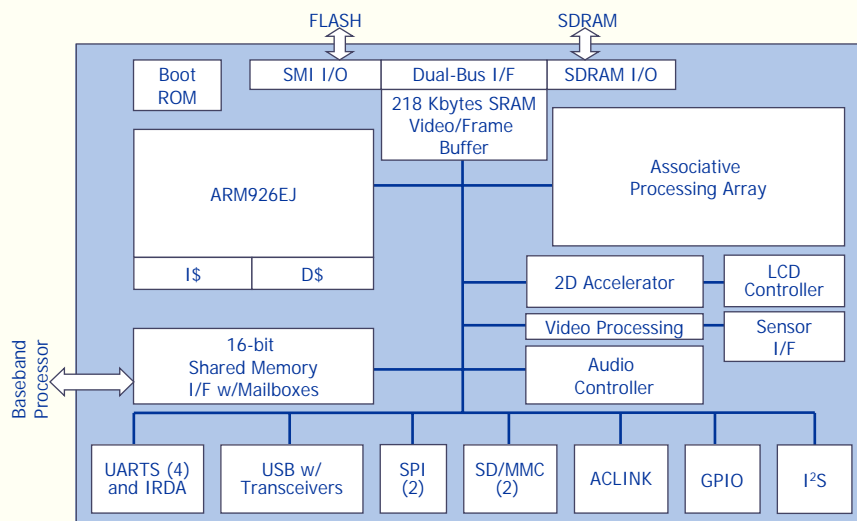 FLASH
SDRAM
Boot
ROM
SMI I/O
Dual-Bus I/F
SDRAM I/O
218 Kbytes SRAM
Video/Frame
Buffer
ARM926EJ
Associative
Processing Array
I$
D$
2D Accelerator
LCD
Controller
Video Processing
Sensor
I/F
16-bit
Shared Memory
I/F w/Mailboxes
Audio
Controller
Baseband
Processor
UARTS (4)
and IRDA
USB w/
Transceivers
SPI
(2)
SD/MMC
(2)
ACLINK
GPIO
I²S